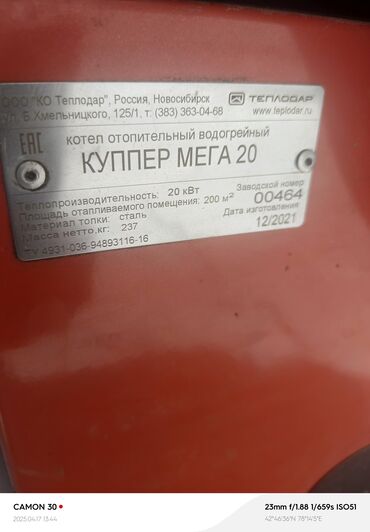 ООО "КО Теплодар", Россия, Новосибирск
ул. Б.Хмельницкого, 125/1, т: (383) 363-04-68
ТЕПЛОДАР
www.teplodar.ru
ЕАС
котел отопительный водогрейный
КУППЕР МЕГА 20
Теплопроизводительность: 20 кВт
Площадь отапливаемого помещения: 200 м²
Материал топки: сталь
Масса нетто,кг: 237
ТУ 4931-036-94893116-16
Заводской номер
00464
Дата изготовления
12/2021
CAMON 30
2025.04.17 13:44
23mm f/1.88 1/659s ISO51
42°46'36"N 78°14'5"E